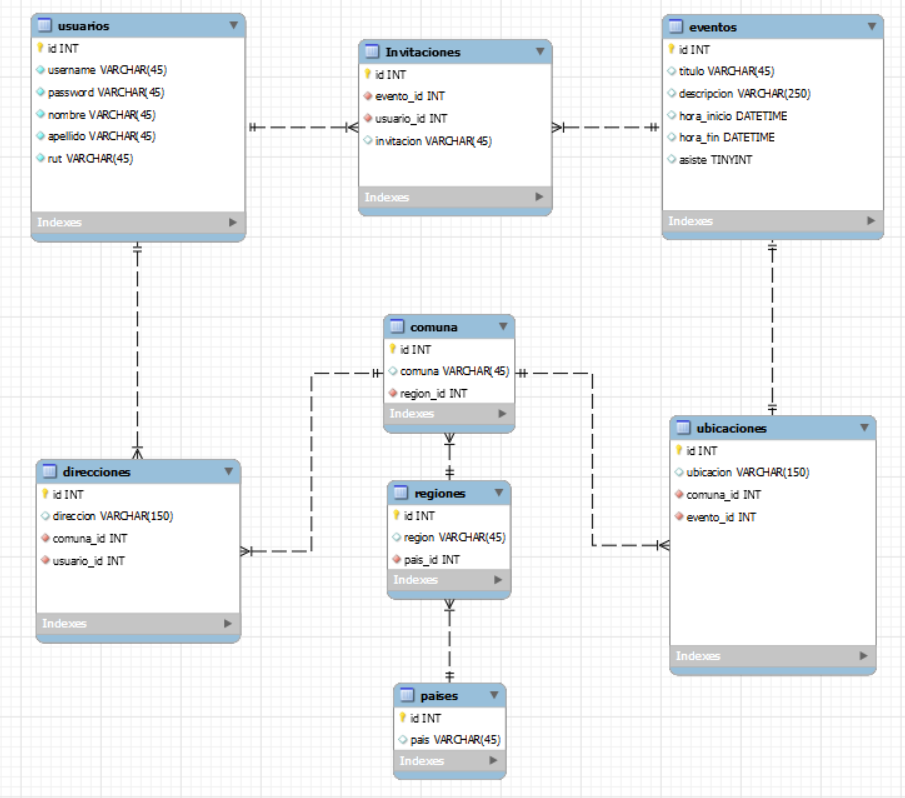 usuarios
id INT
username VARCHAR(45)
password VARCHAR(45)
nombre VARCHAR(45)
apellido VARCHAR(45)
rut VARCHAR(45)
Indexes
Invitaciones
id INT
evento_id INT
usuario_id INT
invitacion VARCHAR(45)
Indexes
eventos
id INT
titulo VARCHAR(45)
descripcion VARCHAR(250)
hora_inicio DATETIME
hora_fin DATETIME
asiste TINYINT
Indexes
comuna
id INT
comuna VARCHAR(45)
region_id INT
Indexes
direcciones
id INT
direccion VARCHAR(150)
comuna_id INT
usuario_id INT
Indexes
regiones
id INT
region VARCHAR(45)
pais_id INT
Indexes
ubicaciones
id INT
ubicacion VARCHAR(150)
comuna_id INT
evento_id INT
Indexes
paises
id INT
pais VARCHAR(45)
Indexes